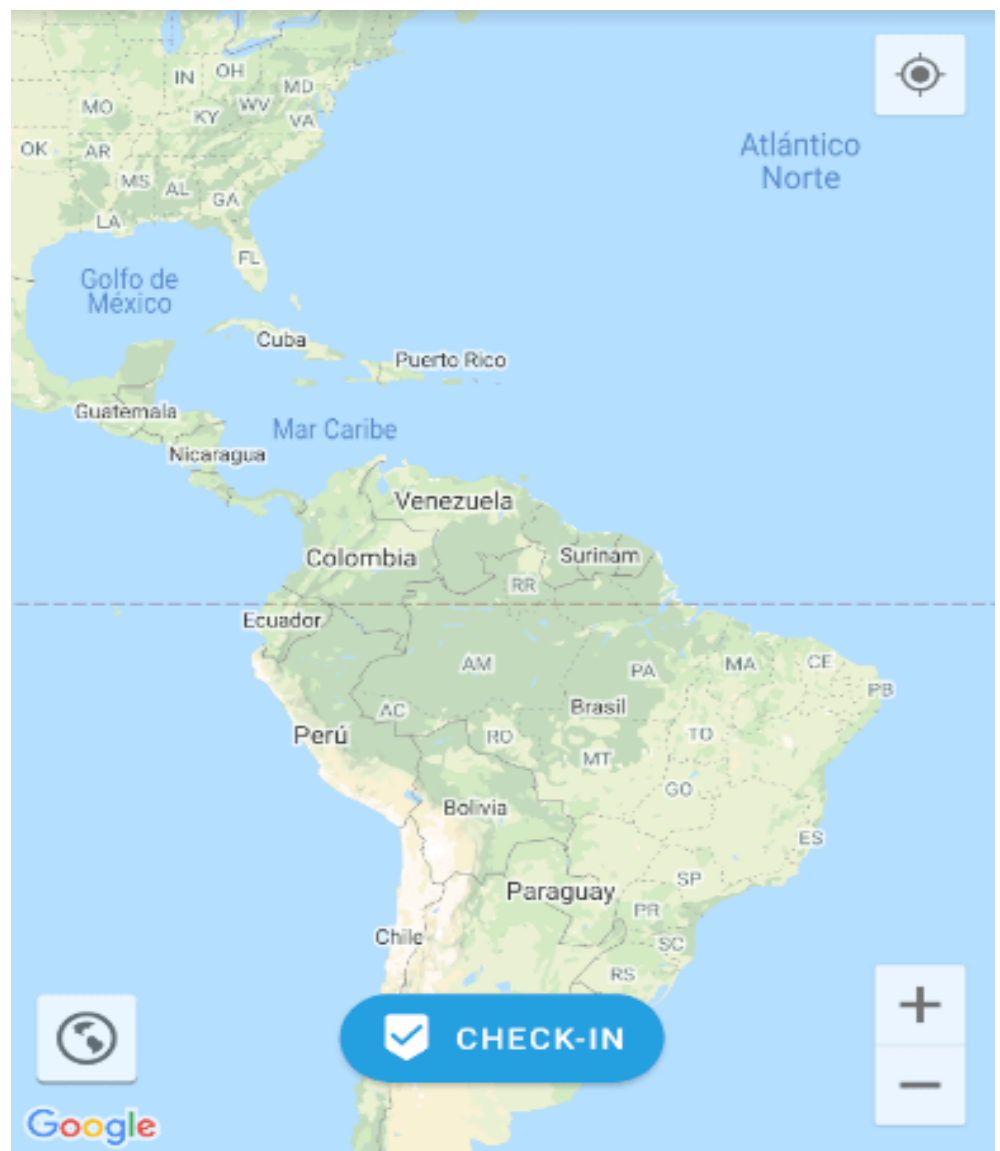 IN
OH
MD
MO
KY
WV
VA
OK
AR
MS
AL
GA
LA
FL
Atlántico
Norte
Golfo de
México
Cuba
Puerto Rico
Guatemala
Mar Caribe
Nicaragua
Venezuela
Colombia
Surinam
RR
Ecuador
AM
PA
MA
CE
PB
AC
Brasil
Perú
RO
TO
MT
GO
Bolivia
ES
Paraguay
SP
PR
Chile
SC
RS
CHECK-IN
Google